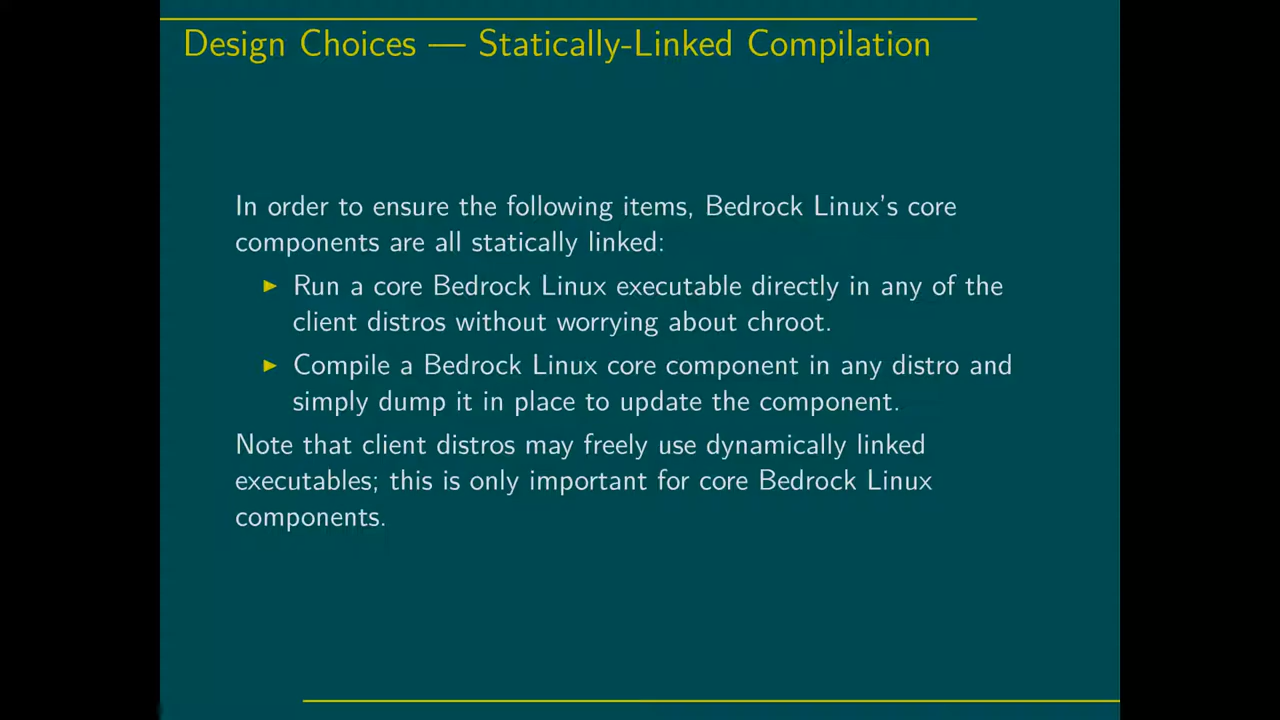 Design Choices — Statically-Linked Compilation
In order to ensure the following items, Bedrock Linux's core
components are all statically linked:
▶ Run a core Bedrock Linux executable directly in any of the
client distros without worrying about chroot.
▶ Compile a Bedrock Linux core component in any distro and
simply dump it in place to update the component.
Note that client distros may freely use dynamically linked
executables; this is only important for core Bedrock Linux
components.